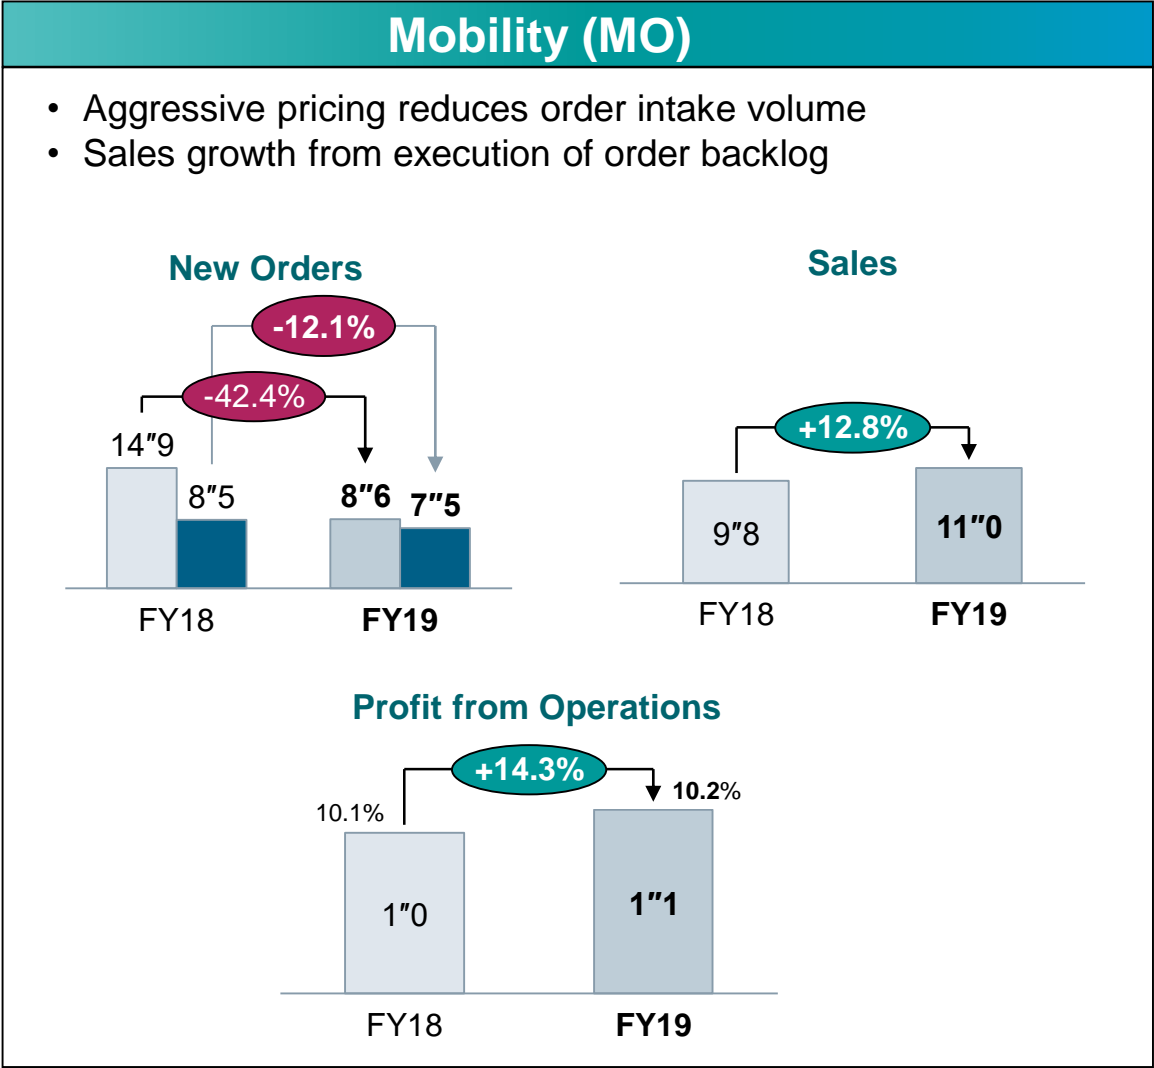 Mobility (MO)
• Aggressive pricing reduces order intake volume
• Sales growth from execution of order backlog
New Orders
-12.1%
-42.4%
14″9
8″5
8″6
7″5
FY18
FY19
Sales
+12.8%
9″8
11″0
FY18
FY19
Profit from Operations
+14.3%
10.1%
10.2%
1″0
1″1
FY18
FY19